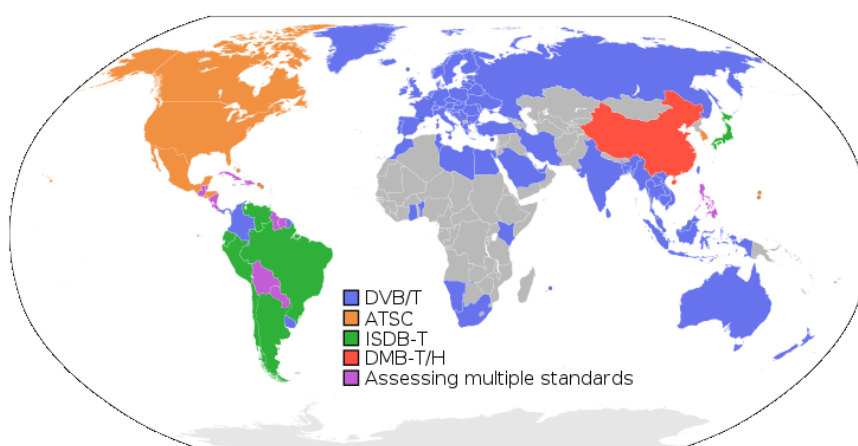 DVB/T
ATSC
ISDB-T
DMB-T/H
Assessing multiple standards